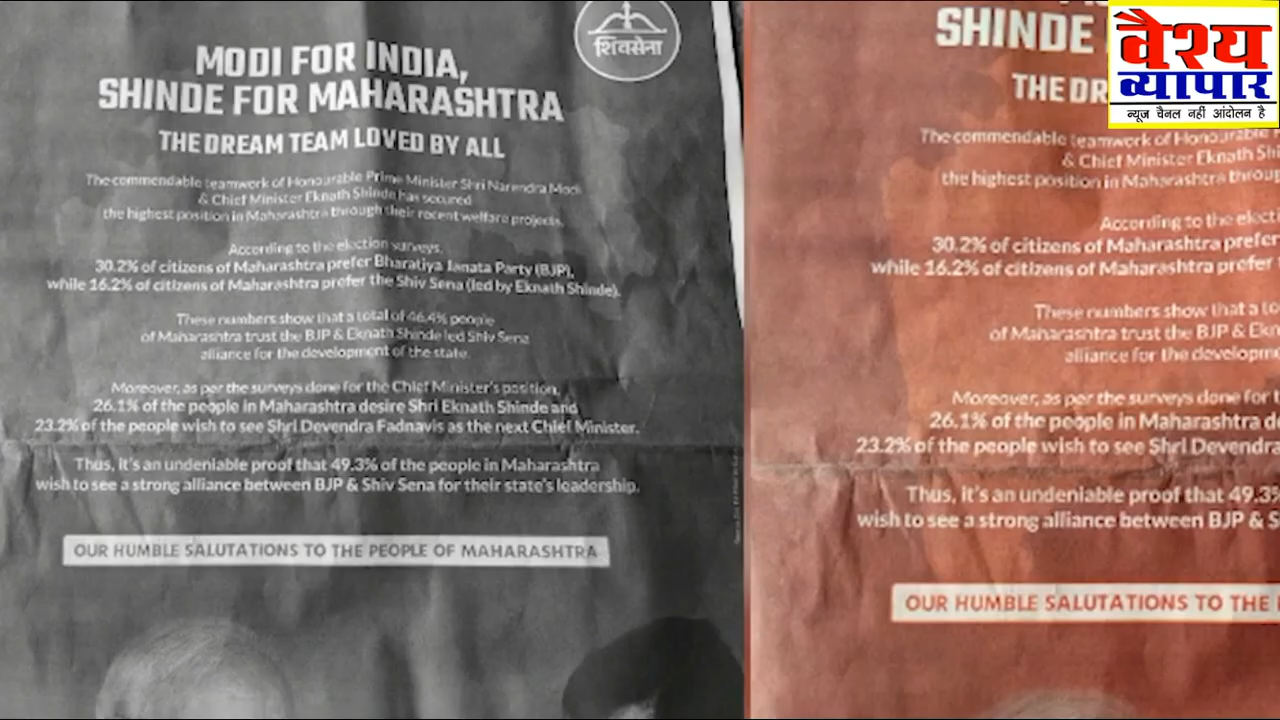 शिवसेना
MODI FOR INDIA,
SHINDE FOR MAHARASHTRA
THE DREAM TEAM LOVED BY ALL
The commendable teamwork of Honourable Prime Minister Shri Narendra Modi
& Chief Minister Eknath Shinde has secured
the highest position in Maharashtra through their recent welfare projects.
According to the election surveys,
30.2% of citizens of Maharashtra prefer Bharatiya Janata Party (BJP),
while 16.2% of citizens of Maharashtra prefer the Shiv Sena (led by Eknath Shinde).
These numbers show that a total of 46.4% people
of Maharashtra trust the BJP & Eknath Shinde led Shiv Sena
alliance for the development of the state.
Moreover, as per the surveys done for the Chief Minister's position,
26.1% of the people in Maharashtra desire Shri Eknath Shinde and
23.2% of the people wish to see Shri Devendra Fadnavis as the next Chief Minister.
Thus, it's an undeniable proof that 49.3% of the people in Maharashtra
wish to see a strong alliance between BJP & Shiv Sena for their state's leadership.
OUR HUMBLE SALUTATIONS TO THE PEOPLE OF MAHARASHTRA
SHINDE
THE DR
The commendable teamwork of Honourable
& Chief Minister Eknath Shi
the highest position in Maharashtra throug
According to the elect
30.2% of citizens of Maharashtra prefer
while 16.2% of citizens of Maharashtra prefer
These numbers show that a to
of Maharashtra trust the BJP & Ekn
alliance for the developme
Moreover, as per the surveys done for t
26.1% of the people in Maharashtra de
23.2% of the people wish to see Shri Devendra
Thus, it's an undeniable proof that 49.3%
wish to see a strong alliance between BJP & S
OUR HUMBLE SALUTATIONS TO THE
वैश्य
व्यापार
न्यूज चैनल नहीं आंदोलन है